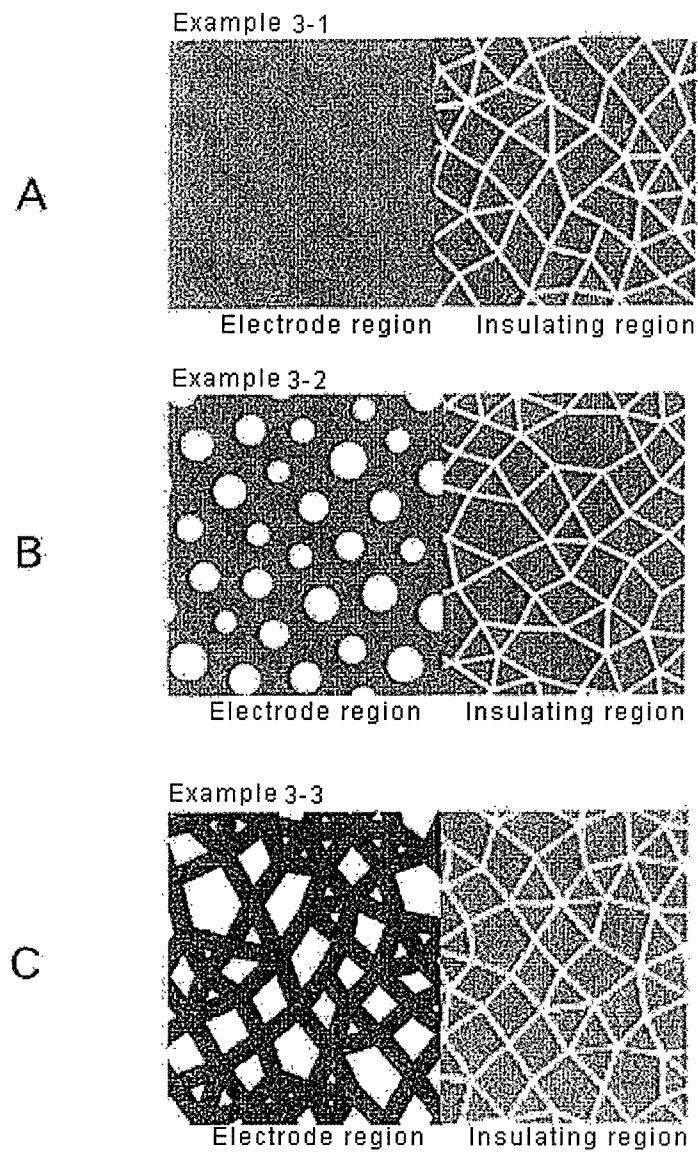 Example 3-1
A
Electrode region Insulating region
Example 3-2
B
Electrode region Insulating region
Example 3-3
C
Electrode region Insulating region